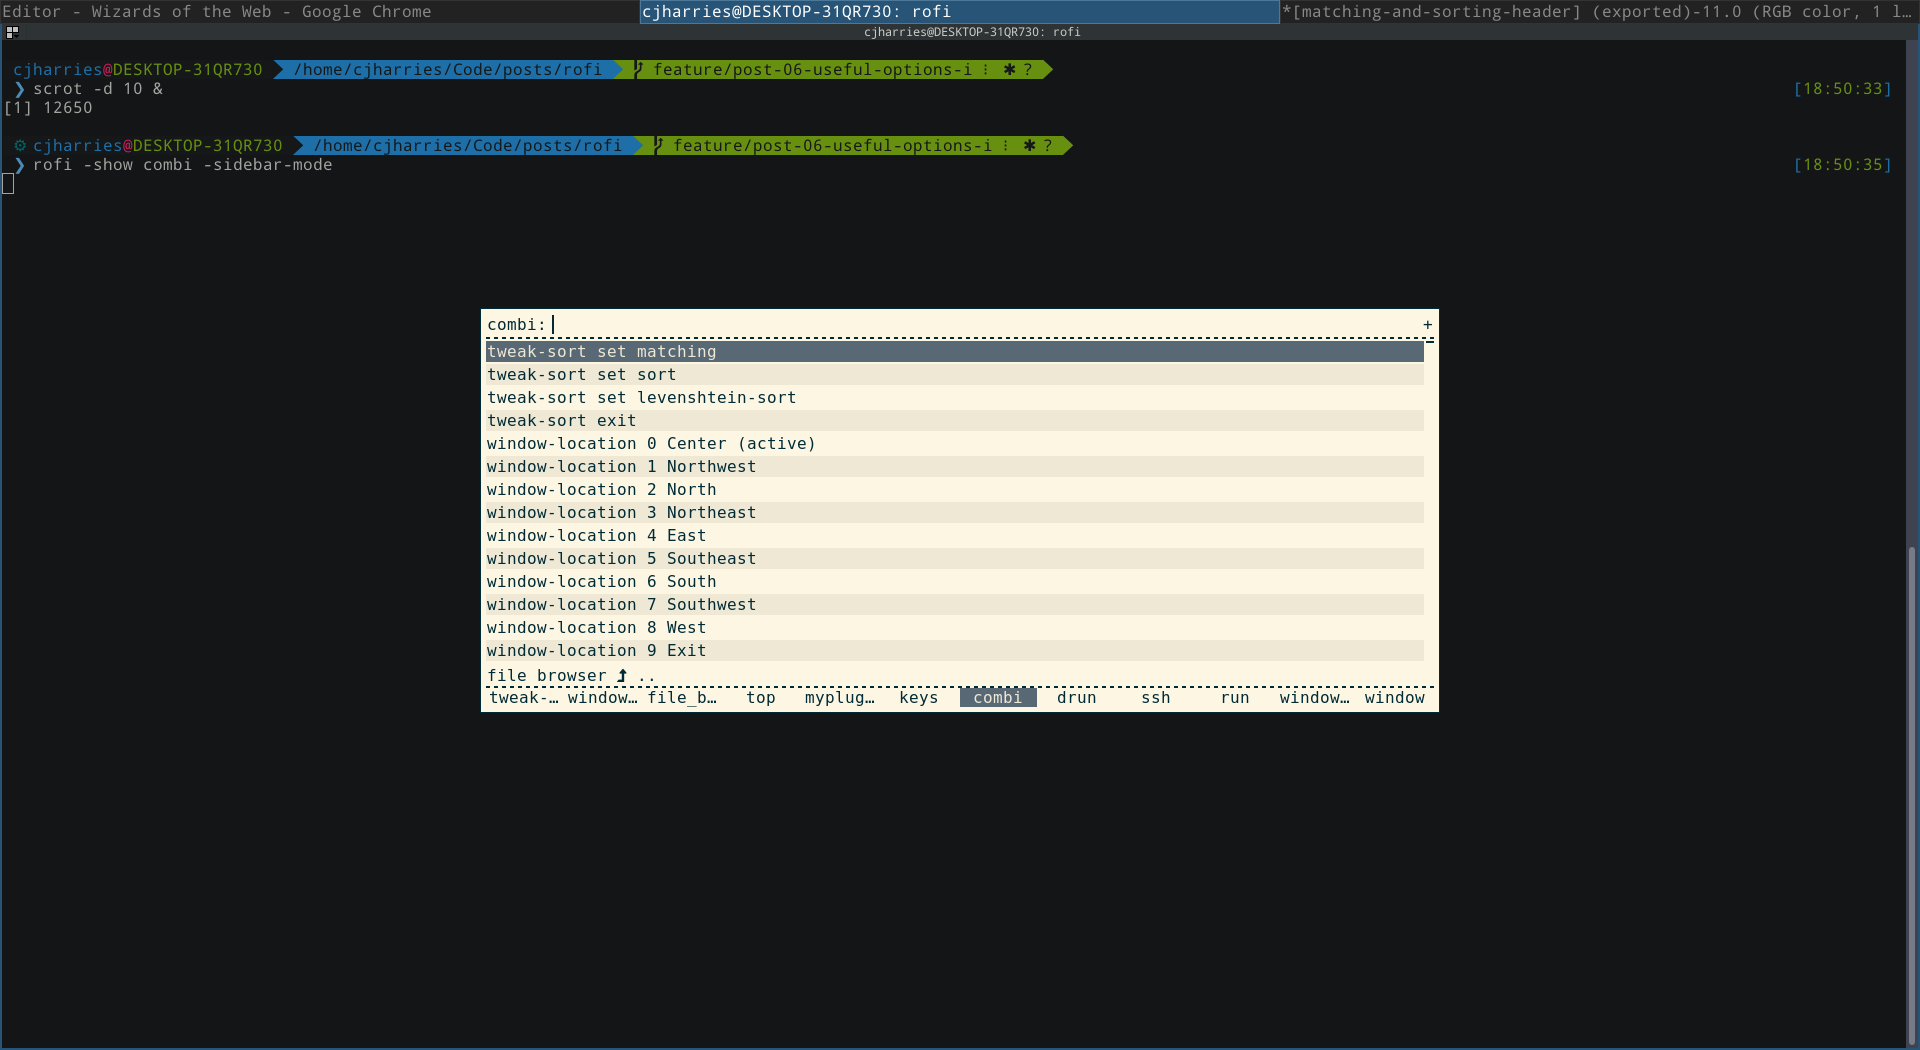 Editor - Wizards of the Web - Google Chrome
cjharries@DESKTOP-31QR730: rofi
*[matching-and-sorting-header] (exported)-11.0 (RGB color, 1 l…
cjharries@DESKTOP-31QR730: rofi
cjharries@DESKTOP-31QR730 /home/cjharries/Code/posts/rofi feature/post-06-useful-options-i ⁝ ✱ ?
❯ scrot -d 10 & [18:50:33]
[1] 12650
⚙ cjharries@DESKTOP-31QR730 /home/cjharries/Code/posts/rofi feature/post-06-useful-options-i ⁝ ✱ ?
❯ rofi -show combi -sidebar-mode [18:50:35]
combi: +
tweak-sort set matching
tweak-sort set sort
tweak-sort set levenshtein-sort
tweak-sort exit
window-location 0 Center (active)
window-location 1 Northwest
window-location 2 North
window-location 3 Northeast
window-location 4 East
window-location 5 Southeast
window-location 6 South
window-location 7 Southwest
window-location 8 West
window-location 9 Exit
file browser ⮥ ..
tweak-… window… file_b… top myplug… keys combi drun ssh run window… window